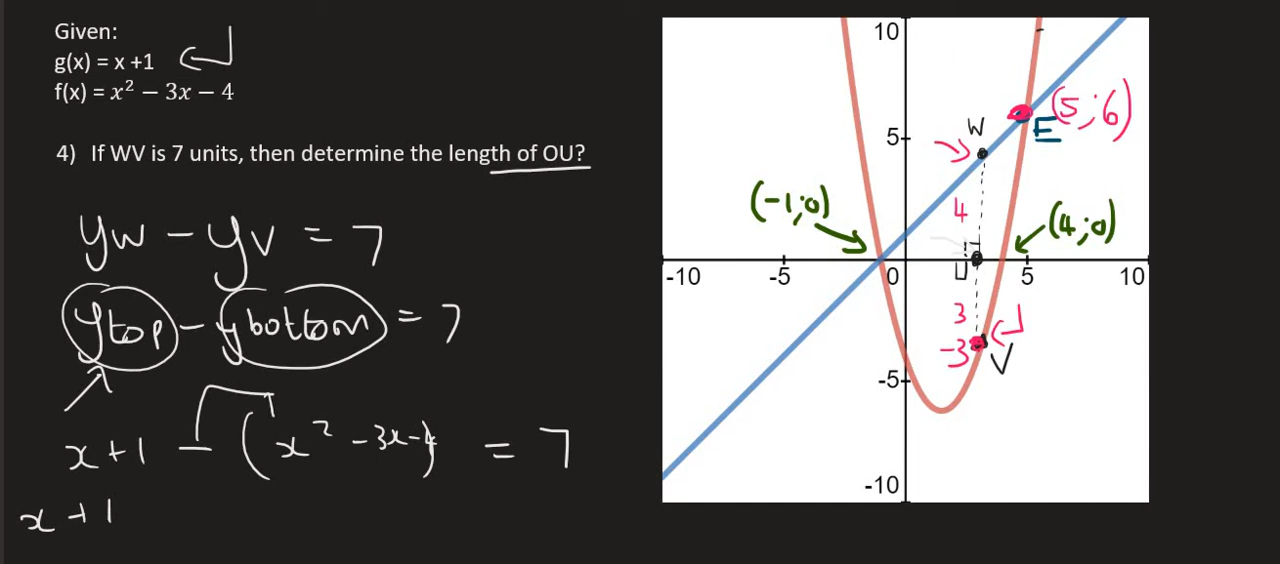 Given:
g(x) = x +1
f(x) = x² − 3x − 4
4) If WV is 7 units, then determine the length of OU?
yw − yv = 7
ytop − ybottom = 7
x + 1 − (x² − 3x − 4) = 7
x + 1
10
(5;6)
W
E
5
(-1;0)
4
(4;0)
-10
-5
0
U
5
10
3
-3
V
-5
-10